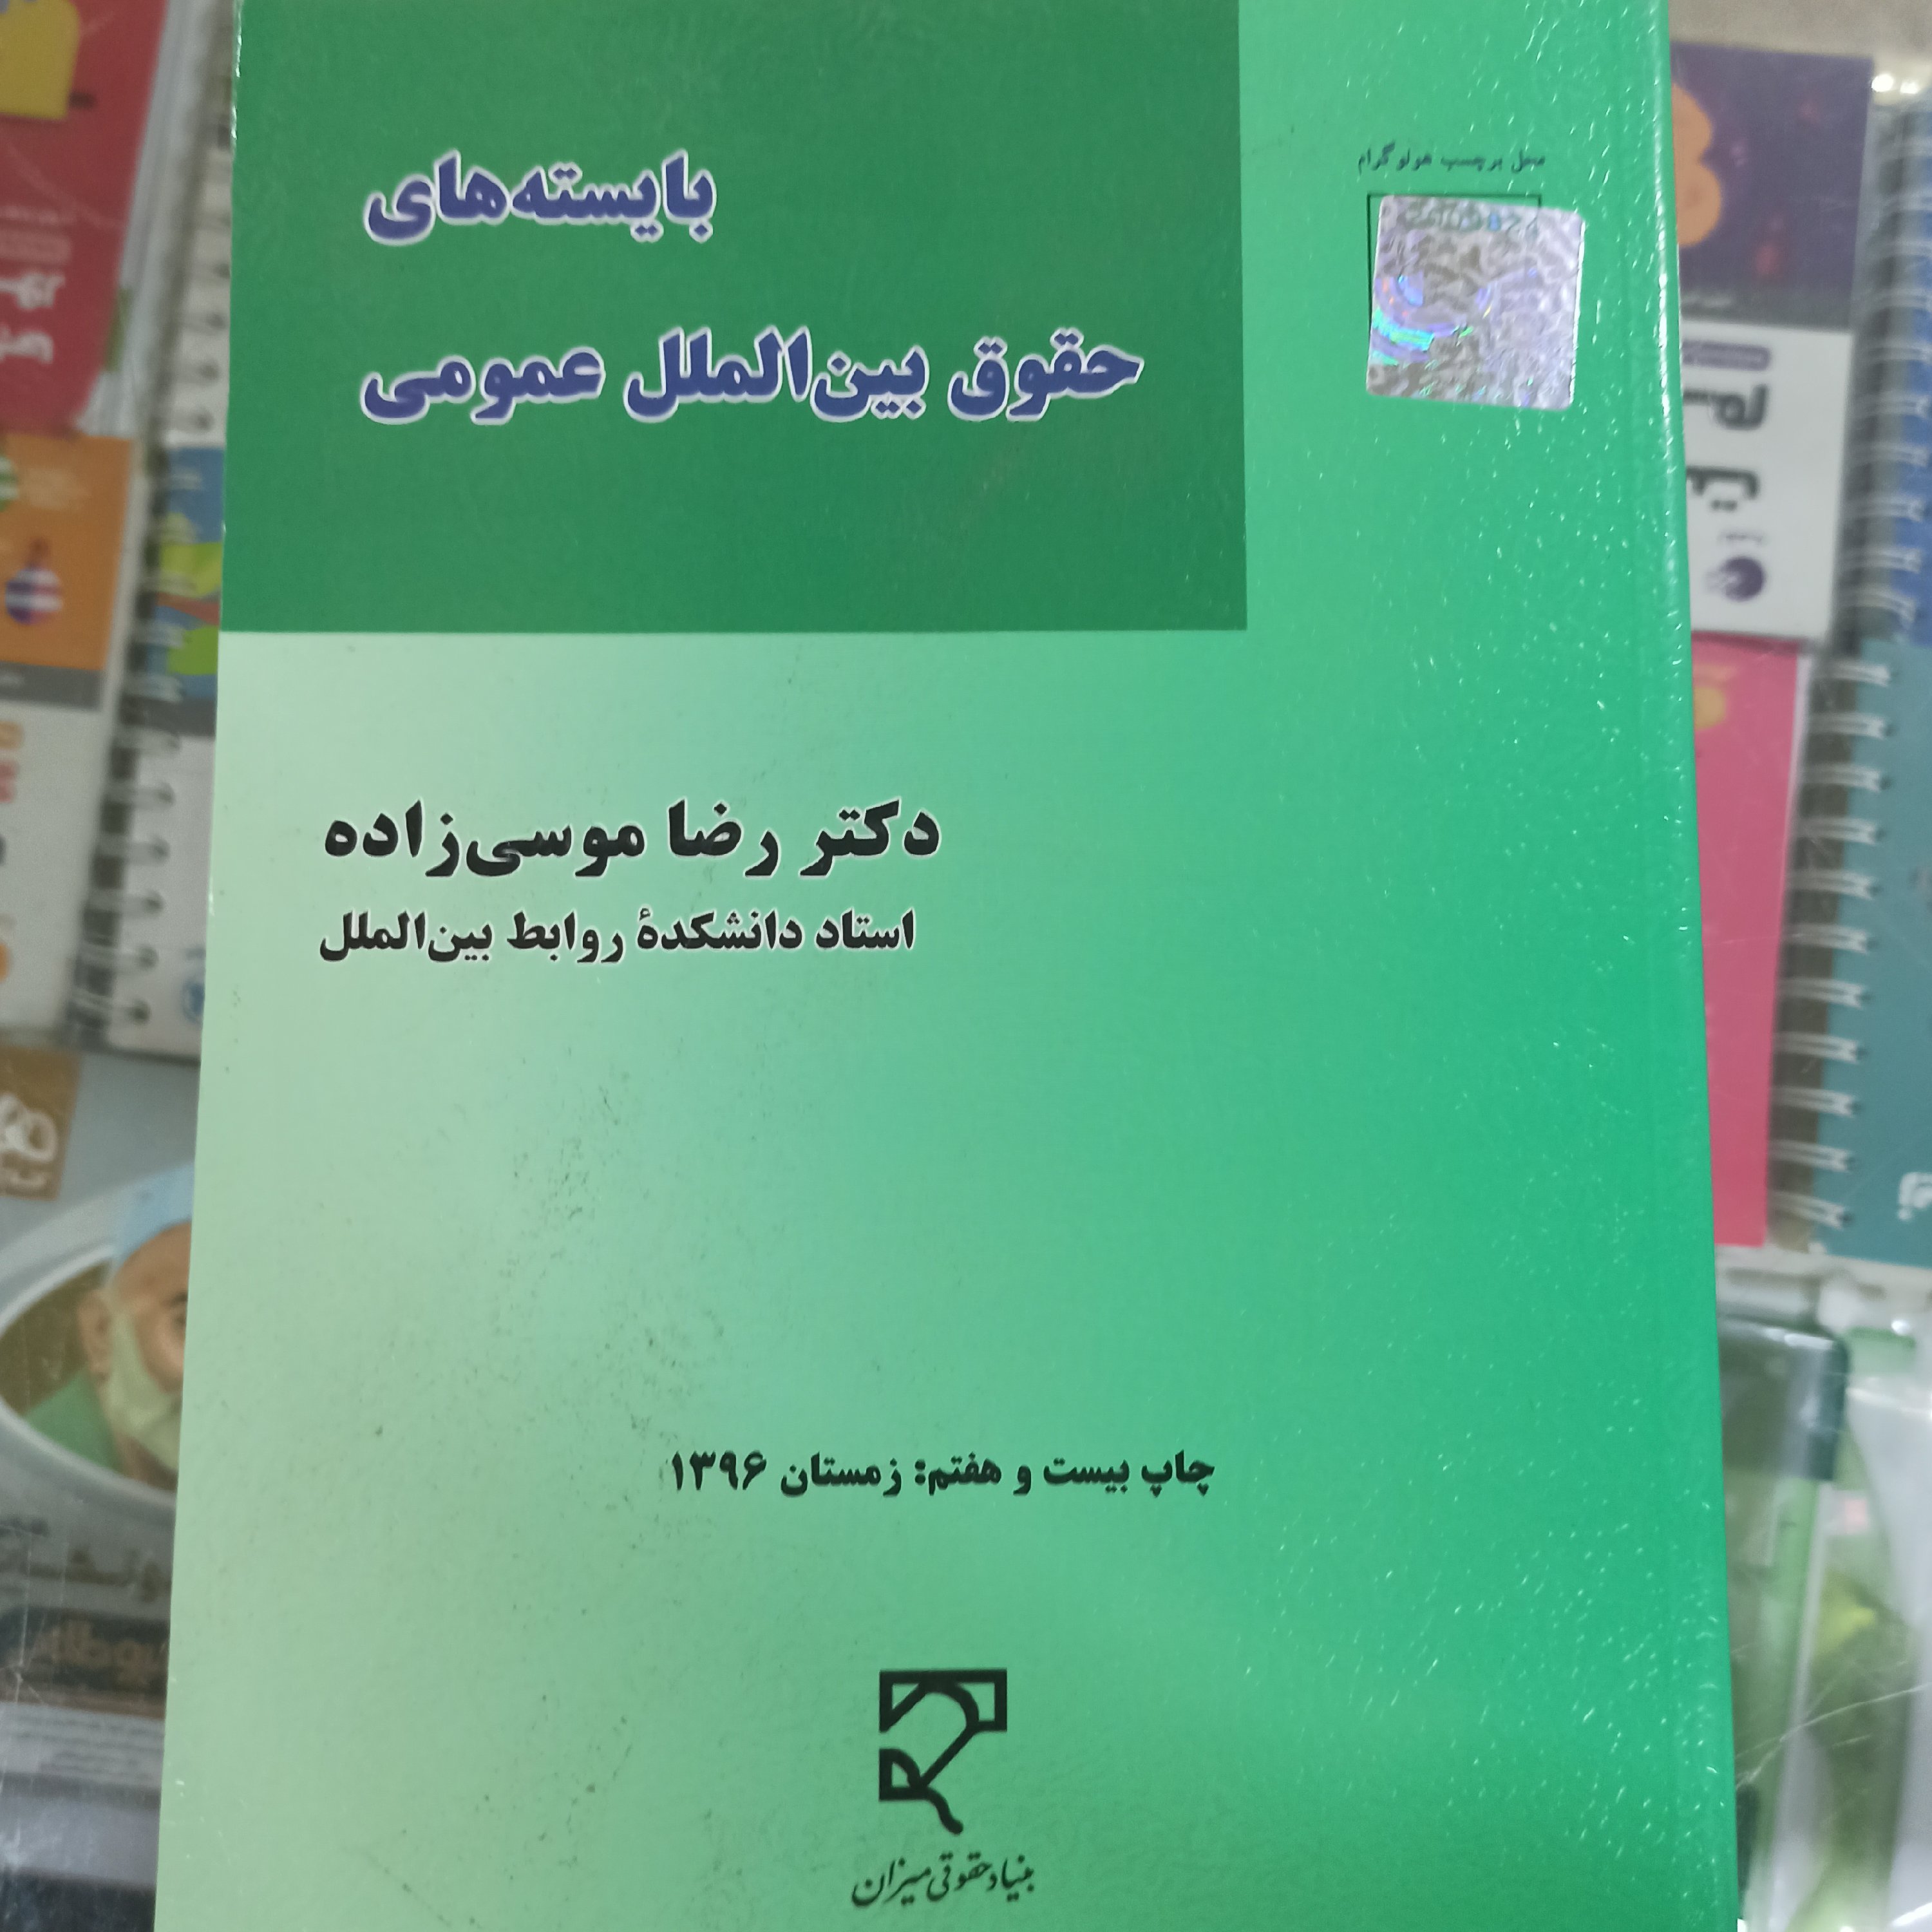 محل برچسب هولوگرام
بایسته‌های
حقوق بین‌الملل عمومی
دکتر رضا موسی‌زاده
استاد دانشکدهٔ روابط بین‌الملل
چاپ بیست و هفتم: زمستان ۱۳۹۶
بنیاد حقوقی میزان